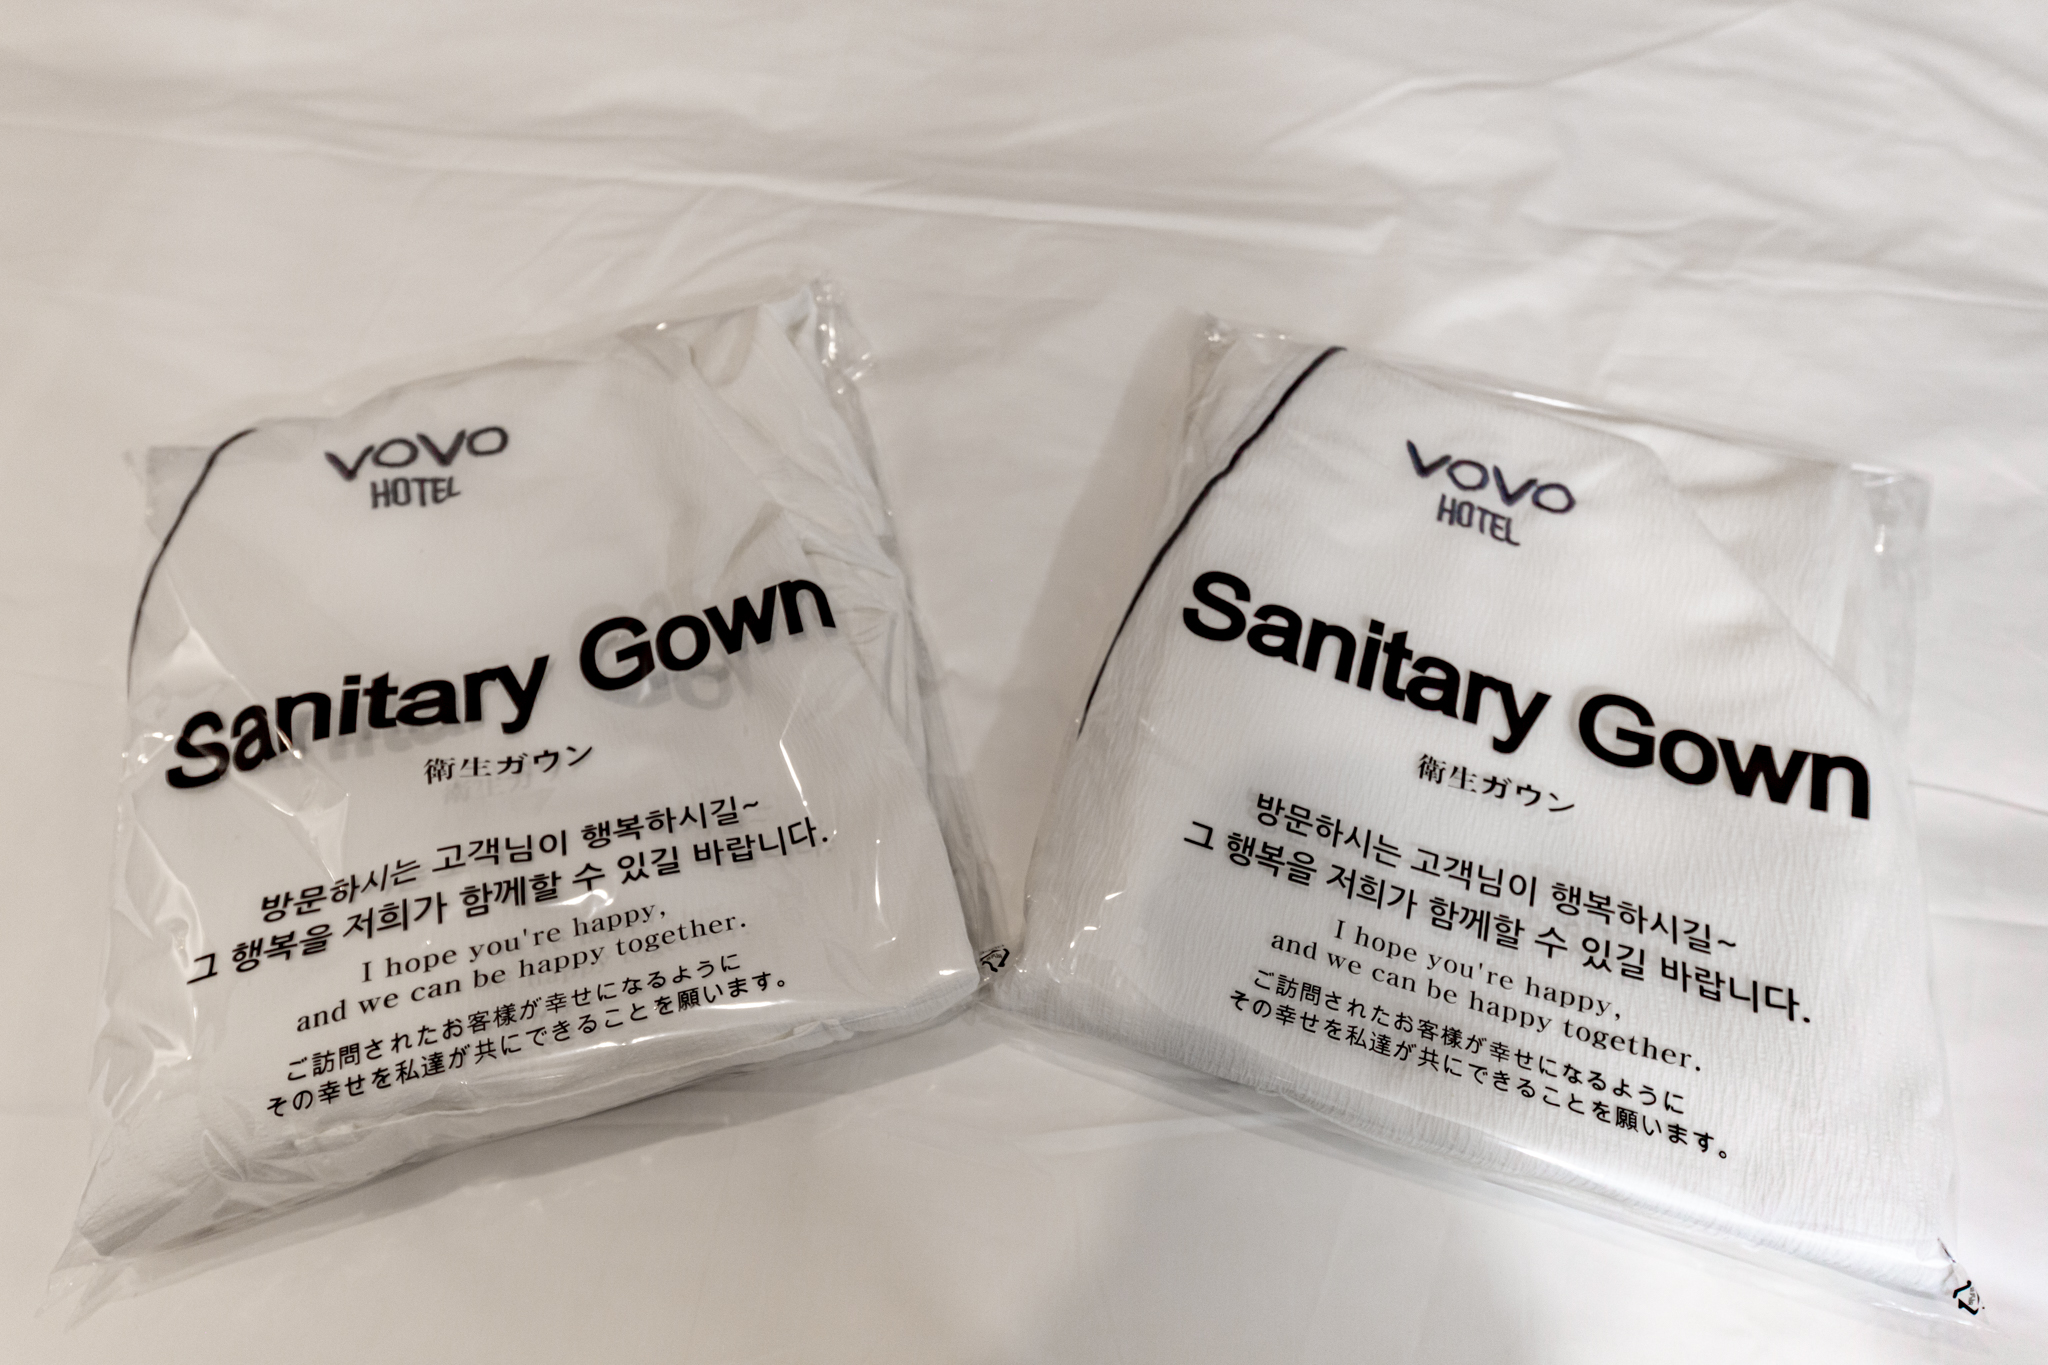 VOVO
HOTEL
Sanitary Gown
衛生ガウン
방문하시는 고객님이 행복하시길~
그 행복을 저희가 함께할 수 있길 바랍니다.
I hope you're happy,
and we can be happy together.
ご訪問されたお客様が幸せになるように
その幸せを私達が共にできることを願います。
VOVO
HOTEL
Sanitary Gown
衛生ガウン
방문하시는 고객님이 행복하시길~
그 행복을 저희가 함께할 수 있길 바랍니다.
I hope you're happy,
and we can be happy together.
ご訪問されたお客様が幸せになるように
その幸せを私達が共にできることを願います。